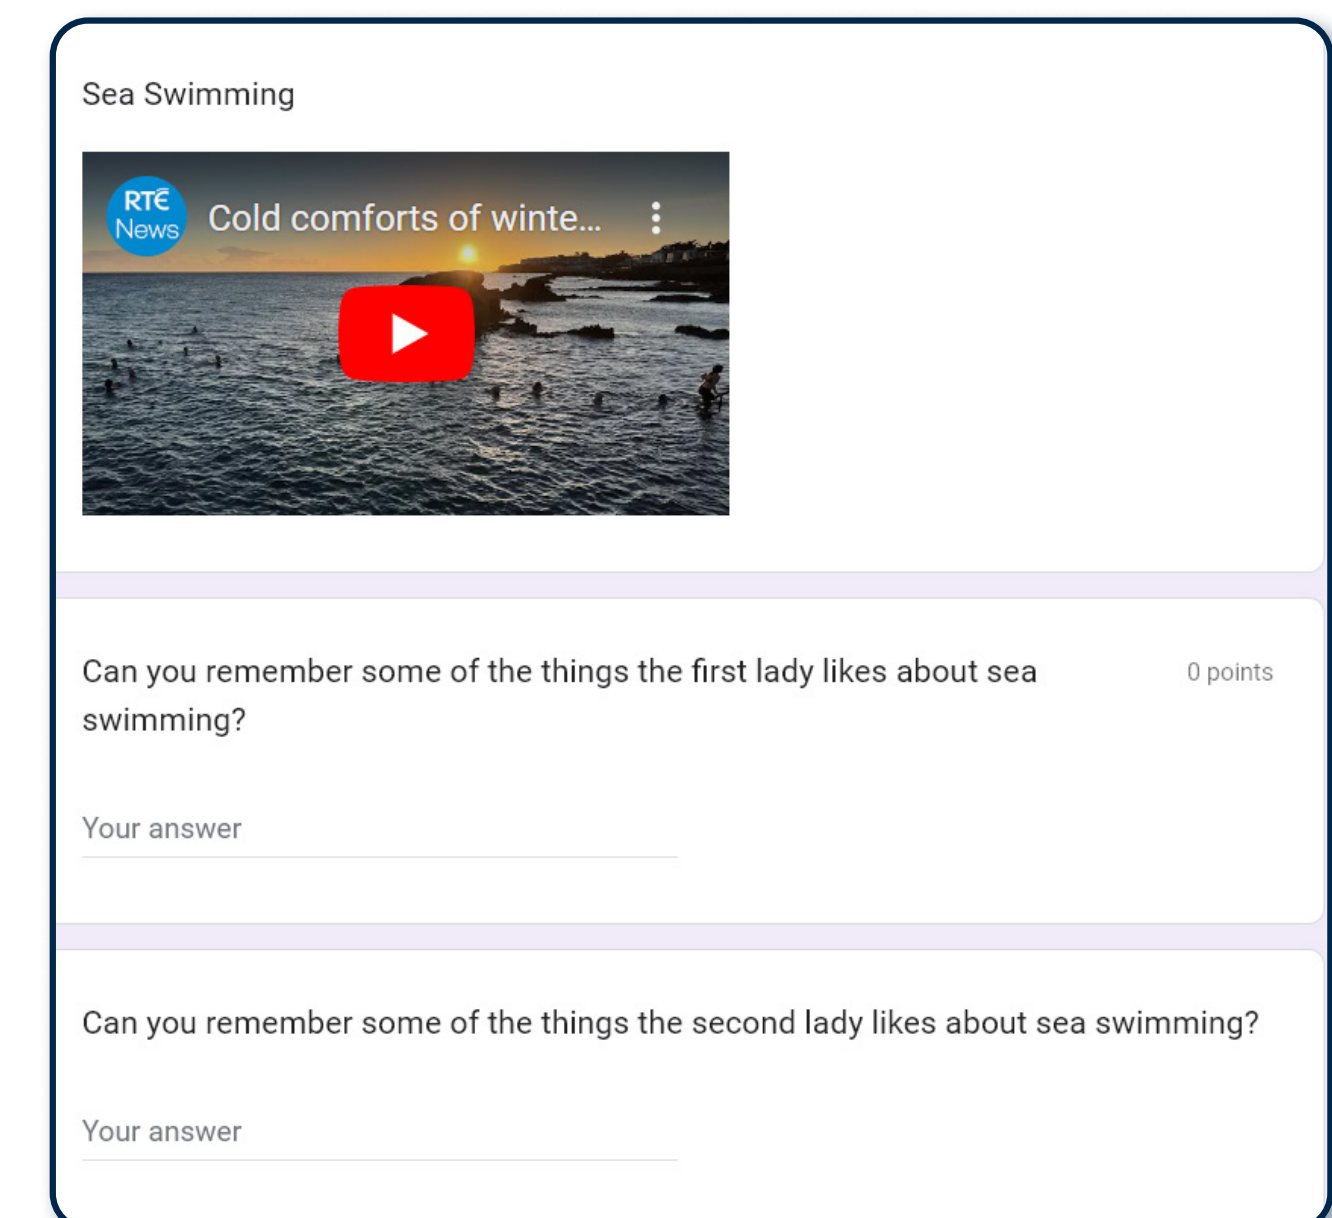 Sea Swimming
RTÉ
News
Cold comforts of winte...
Can you remember some of the things the first lady likes about sea
swimming?
0 points
Your answer
Can you remember some of the things the second lady likes about sea swimming?
Your answer